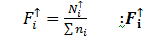 F_i^↑ = N_i^↑ / ∑ n_i    ;F_i^↑